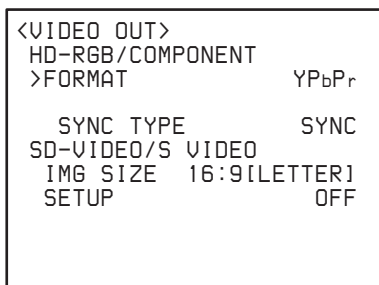 <VIDEO OUT>
HD-RGB/COMPONENT
>FORMAT YPbPr
SYNC TYPE SYNC
SD-VIDEO/S VIDEO
IMG SIZE 16:9[LETTER]
SETUP OFF